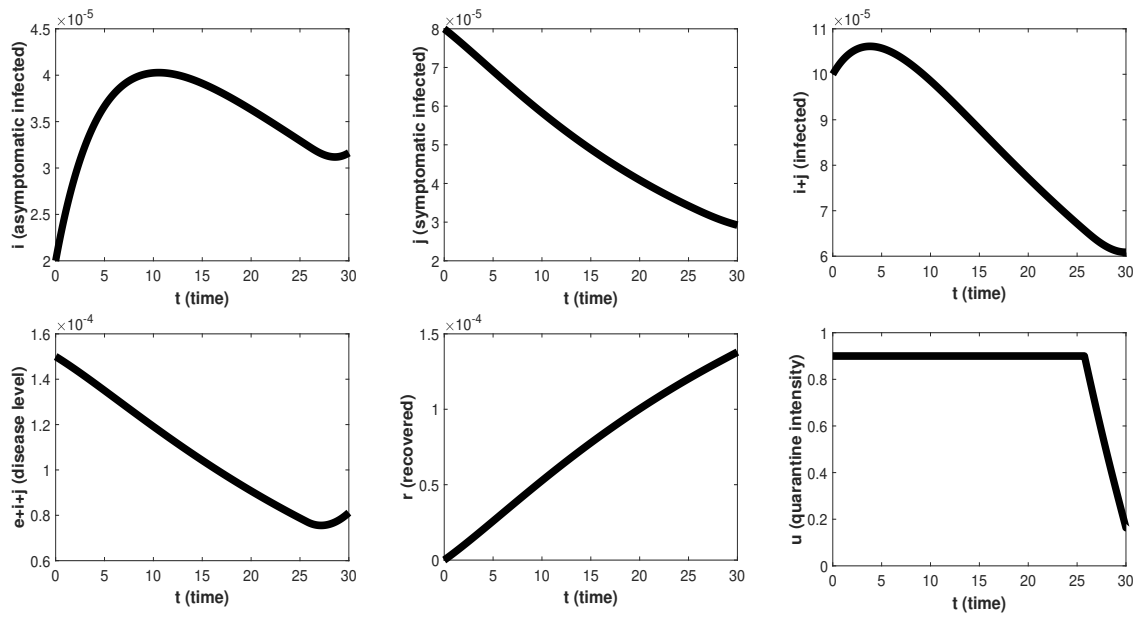 ×10-5
i (asymptomatic infected)
4.5
4
3.5
3
2.5
2
0 5 10 15 20 25 30
t (time)
×10-5
j (symptomatic infected)
8
7
6
5
4
3
2
0 5 10 15 20 25 30
t (time)
×10-5
i+j (infected)
11
10
9
8
7
6
0 5 10 15 20 25 30
t (time)
×10-4
e+i+j (disease level)
1.6
1.4
1.2
1
0.8
0.6
0 5 10 15 20 25 30
t (time)
×10-4
r (recovered)
1.5
1
0.5
0
0 5 10 15 20 25 30
t (time)
u (quarantine intensity)
1
0.8
0.6
0.4
0.2
0
0 5 10 15 20 25 30
t (time)